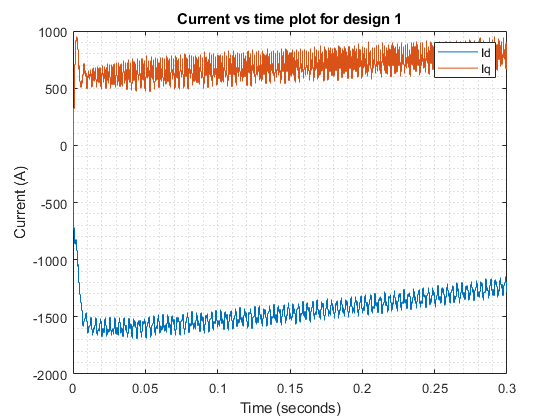 Current vs time plot for design 1
1000
500
0
-500
-1000
-1500
-2000
Current (A)
Id
Iq
0
0.05
0.1
0.15
0.2
0.25
0.3
Time (seconds)